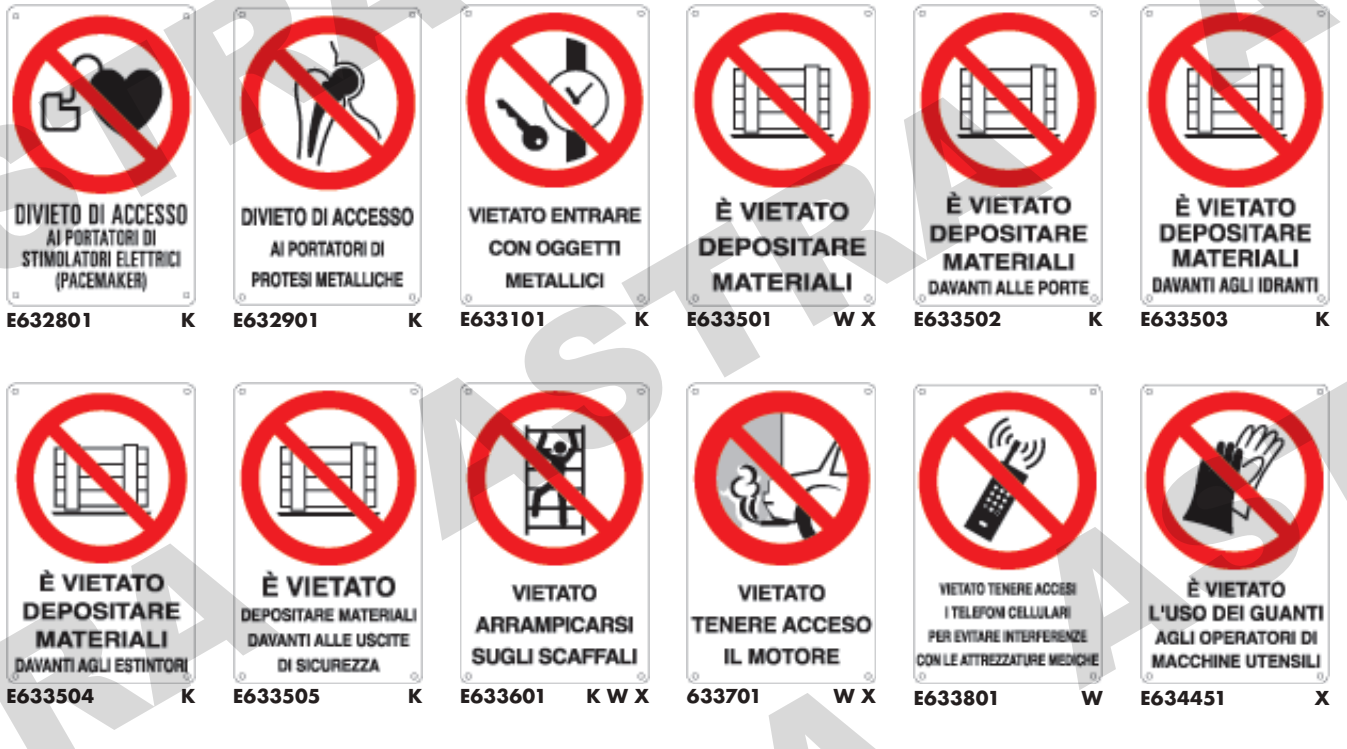 DIVIETO DI ACCESSO
AI PORTATORI DI
STIMOLATORI ELETTRICI
(PACEMAKER)
E632801 K
DIVIETO DI ACCESSO
AI PORTATORI DI
PROTESI METALLICHE
E632901 K
VIETATO ENTRARE
CON OGGETTI
METALLICI
E633101 K
È VIETATO
DEPOSITARE
MATERIALI
E633501 W X
È VIETATO
DEPOSITARE
MATERIALI
DAVANTI ALLE PORTE
E633502 K
È VIETATO
DEPOSITARE
MATERIALI
DAVANTI AGLI IDRANTI
E633503 K
È VIETATO
DEPOSITARE
MATERIALI
DAVANTI AGLI ESTINTORI
E633504 K
È VIETATO
DEPOSITARE MATERIALI
DAVANTI ALLE USCITE
DI SICUREZZA
E633505 K
VIETATO
ARRAMPICARSI
SUGLI SCAFFALI
E633601 K W X
VIETATO
TENERE ACCESO
IL MOTORE
633701 W X
VIETATO TENERE ACCESI
I TELEFONI CELLULARI
PER EVITARE INTERFERENZE
CON LE ATTREZZATURE MEDICHE
E633801 W
È VIETATO
L'USO DEI GUANTI
AGLI OPERATORI DI
MACCHINE UTENSILI
E634451 X
ASTRA